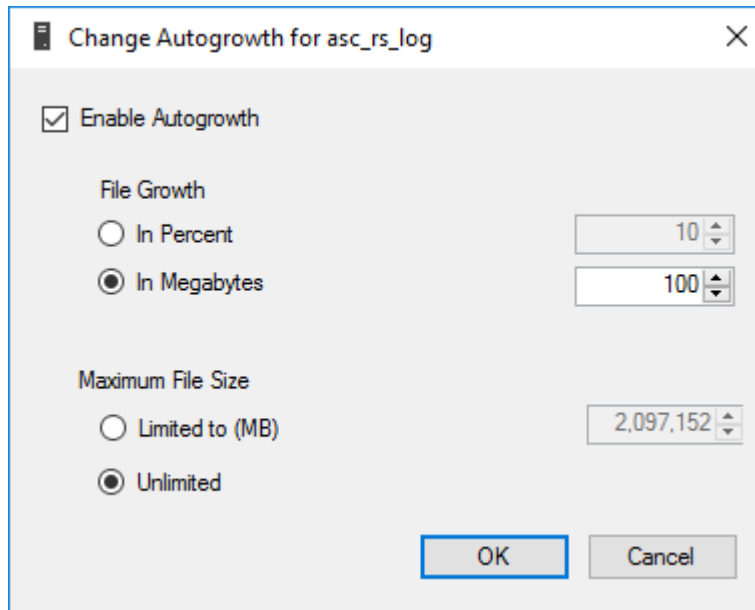 Change Autogrowth for asc_rs_log
Enable Autogrowth
File Growth
In Percent 10
In Megabytes 100
Maximum File Size
Limited to (MB) 2,097,152
Unlimited
OK Cancel